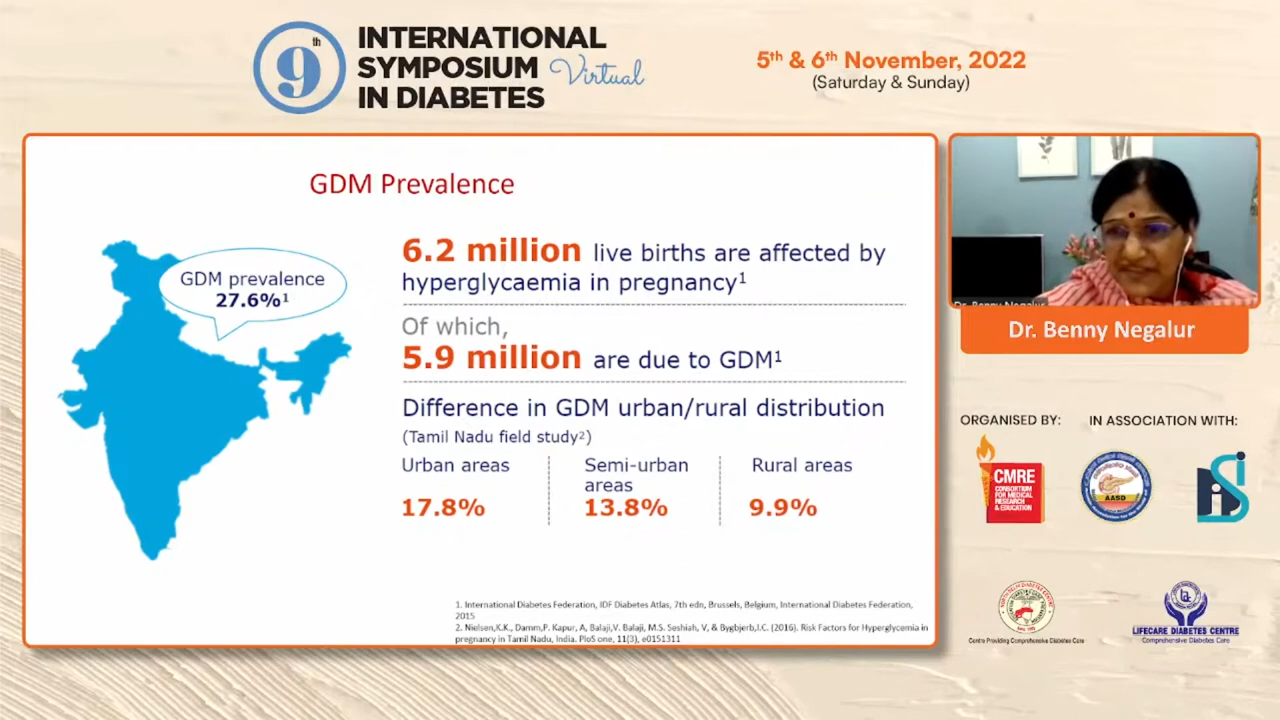 9th
INTERNATIONAL
SYMPOSIUM Virtual
IN DIABETES
5th & 6th November, 2022
(Saturday & Sunday)
GDM Prevalence
GDM prevalence
27.6%1
6.2 million live births are affected by
hyperglycaemia in pregnancy1
Of which,
5.9 million are due to GDM1
Difference in GDM urban/rural distribution
(Tamil Nadu field study2)
Urban areas
17.8%
Semi-urban
areas
13.8%
Rural areas
9.9%
1. International Diabetes Federation, IDF Diabetes Atlas, 7th edn, Brussels, Belgium, International Diabetes Federation,
2015
2. Nielsen,K.K., Damm,P. Kapur, A, Balaji,V. Balaji, M.S. Seshiah, V, & Bygbjerb,I.C. (2016). Risk Factors for Hyperglycemia in
pregnancy in Tamil Nadu, India. PloS one, 11(3), e0151311
Dr. Benny Negalur
Dr. Benny Negalur
ORGANISED BY:
IN ASSOCIATION WITH:
CMRE
CONSORTIUM
FOR MEDICAL
RESEARCH
& EDUCATION
AASD
Centre Providing Comprehensive Diabetes Care
LIFECARE DIABETES CENTRE
Comprehensive Diabetes Care